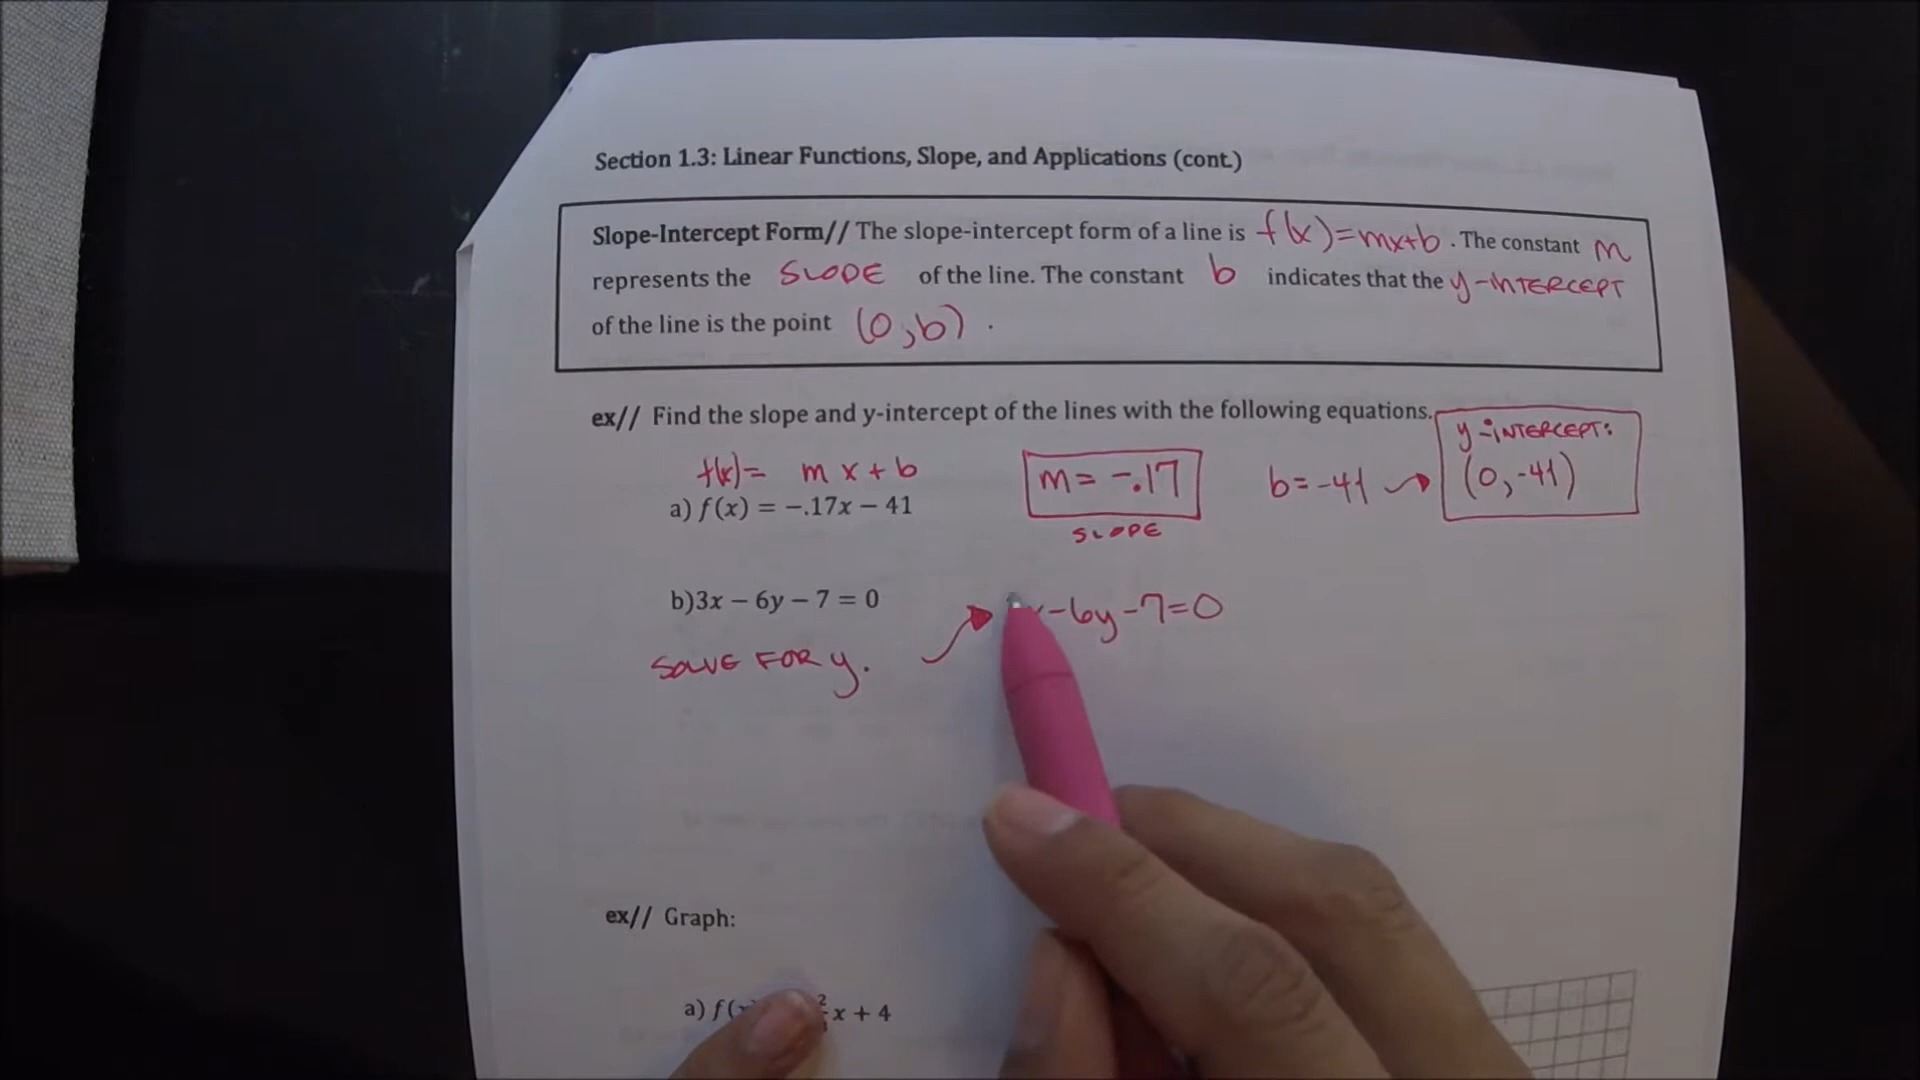 Section 1.3: Linear Functions, Slope, and Applications (cont.)
Slope-Intercept Form// The slope-intercept form of a line is f(x)=mx+b. The constant m
represents the SLOPE of the line. The constant b indicates that the y-INTERCEPT
of the line is the point (0,b).
ex// Find the slope and y-intercept of the lines with the following equations.
y-INTERCEPT:
f(x)= mx+b
m=-.17
b=-41
(0,-41)
a) f(x) = -.17x - 41
SLOPE
b)3x - 6y - 7 = 0
-6y-7=0
SOLVE FOR y.
ex// Graph:
a) f( x + 4